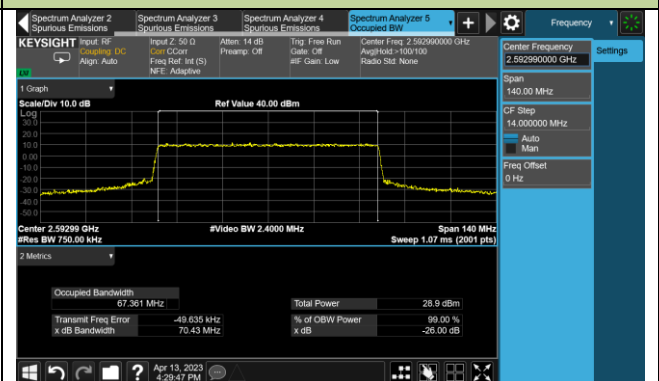 Spectrum Analyzer 2
Spurious Emissions
Spectrum Analyzer 3
Spurious Emissions
Spectrum Analyzer 4
Spurious Emissions
Spectrum Analyzer 5
Occupied BW
Frequency
KEYSIGHT
Input: RF
Coupling: DC
Align: Auto
Input Z: 50 Ω
Corr CCorr
Freq Ref: Int (S)
NFE: Adaptive
Atten: 14 dB
Preamp: Off
Trig: Free Run
Gate: Off
#IF Gain: Low
Center Freq: 2.592990000 GHz
Avg|Hold:>100/100
Radio Std: None
LW
Center Frequency
2.592990000 GHz
Settings
Span
140.00 MHz
CF Step
14.000000 MHz
Auto
Man
Freq Offset
0 Hz
1 Graph
Scale/Div 10.0 dB
Ref Value 40.00 dBm
Log
30.0
20.0
10.0
0.00
-10.0
-20.0
-30.0
-40.0
-50.0
Center 2.59299 GHz
#Video BW 2.4000 MHz
Span 140 MHz
#Res BW 750.00 kHz
Sweep 1.07 ms (2001 pts)
2 Metrics
Occupied Bandwidth
67.361 MHz
Total Power 28.9 dBm
Transmit Freq Error -49.635 kHz
% of OBW Power 99.00 %
x dB Bandwidth 70.43 MHz
x dB -26.00 dB
?
Apr 13, 2023
4:29:47 PM